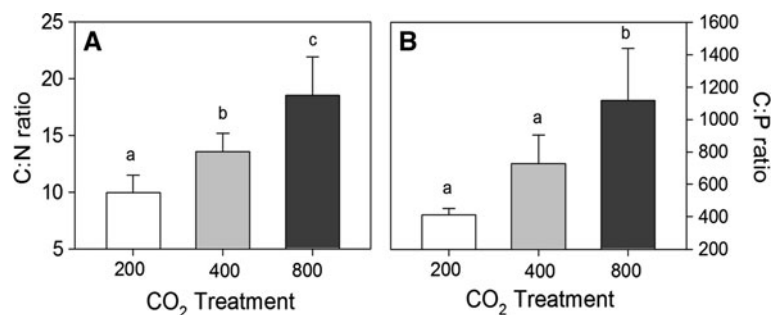 A
C:N ratio
25
20
15
10
5
a
b
c
200 400 800
CO₂ Treatment
B
C:P ratio
1600
1400
1200
1000
800
600
400
200
a
a
b
200 400 800
CO₂ Treatment